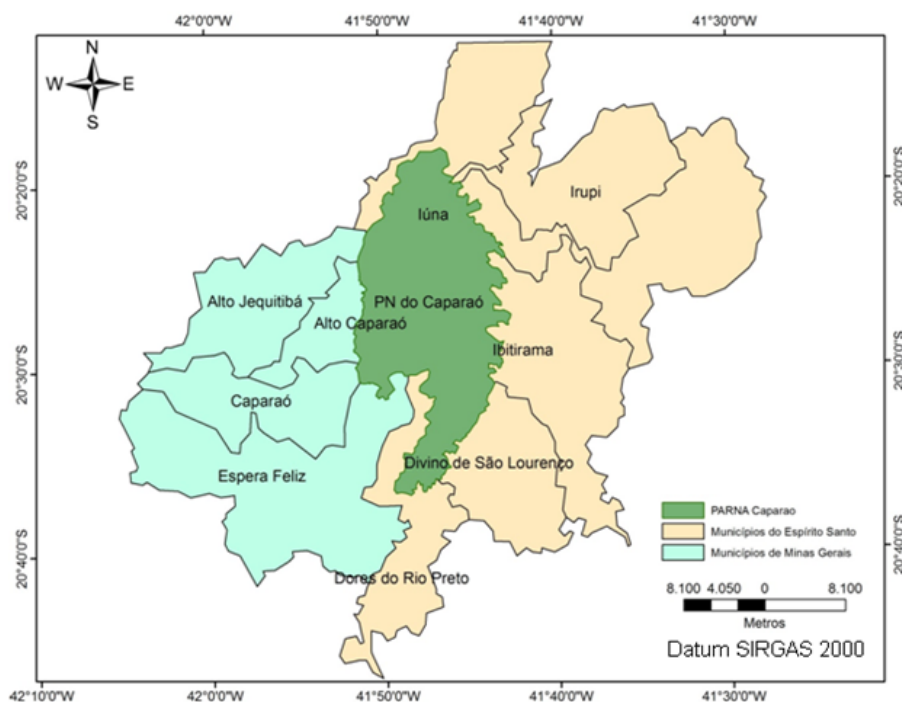 42°0'0"W 41°50'0"W 41°40'0"W 41°30'0"W
N
W E
S
20°20'0"S 20°20'0"S
Irupi
Iúna
Alto Jequitibá PN do Caparaó
Alto Caparaó
Ibitirama
20°30'0"S 20°30'0"S
Caparaó
Divino de São Lourenço
Espera Feliz
PARNA Caparao
Municípios do Espírito Santo
Municípios de Minas Gerais
20°40'0"S 20°40'0"S
Dores do Rio Preto
8.100 4.050 0 8.100
Metros
Datum SIRGAS 2000
42°10'0"W 42°0'0"W 41°50'0"W 41°40'0"W 41°30'0"W